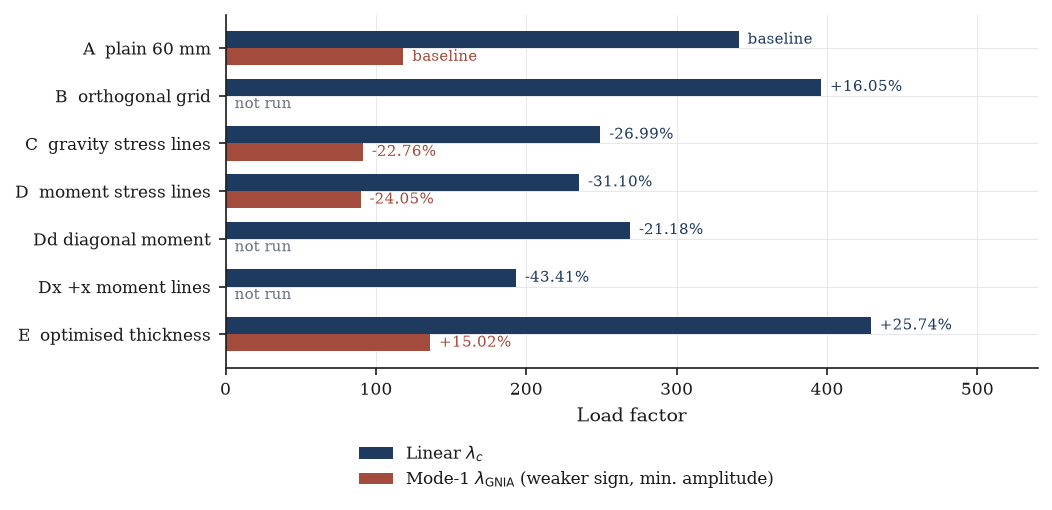 A plain 60 mm
baseline
baseline
B orthogonal grid
+16.05%
not run
C gravity stress lines
-26.99%
-22.76%
D moment stress lines
-31.10%
-24.05%
Dd diagonal moment
-21.18%
not run
Dx +x moment lines
-43.41%
not run
E optimised thickness
+25.74%
+15.02%
0 100 200 300 400 500
Load factor
Linear λc
Mode-1 λGNIA (weaker sign, min. amplitude)